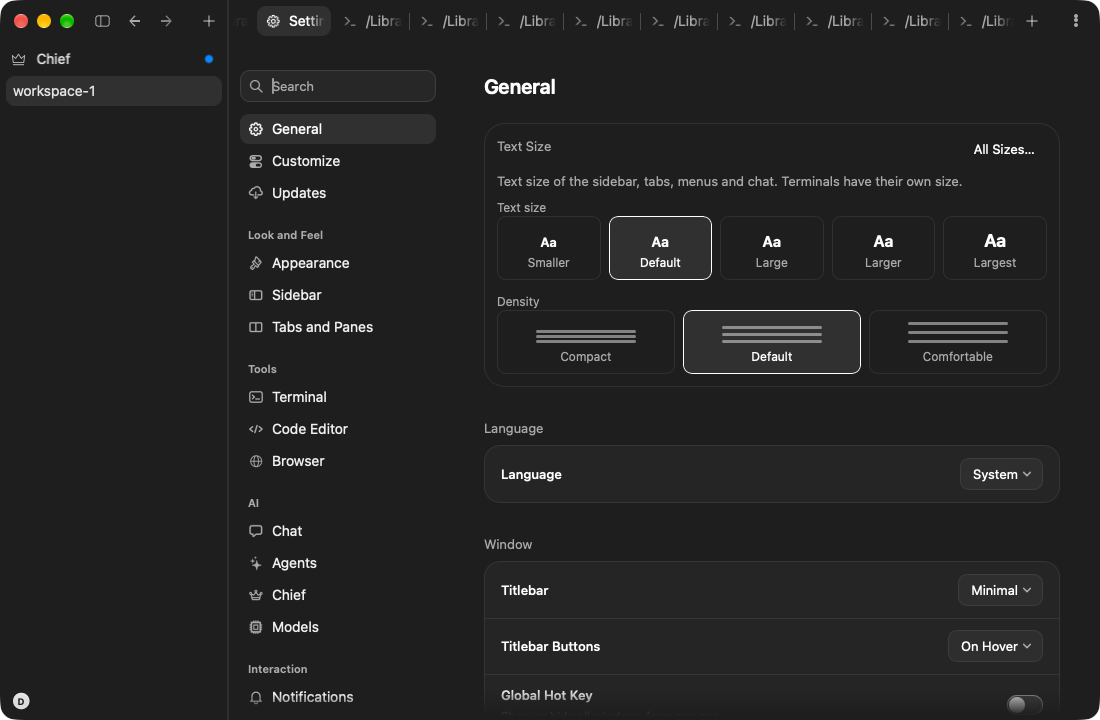 Settin
/Libra
/Libra
/Libra
/Libra
/Libra
/Libra
/Libra
/Libra
/Libr
Chief
workspace-1
Search
General
Customize
Updates
Look and Feel
Appearance
Sidebar
Tabs and Panes
Tools
Terminal
Code Editor
Browser
AI
Chat
Agents
Chief
Models
Interaction
Notifications
D
General
Text Size
All Sizes...
Text size of the sidebar, tabs, menus and chat. Terminals have their own size.
Text size
Aa Aa Aa Aa Aa
Smaller Default Large Larger Largest
Density
Compact Default Comfortable
Language
Language System
Window
Titlebar Minimal
Titlebar Buttons On Hover
Global Hot Key